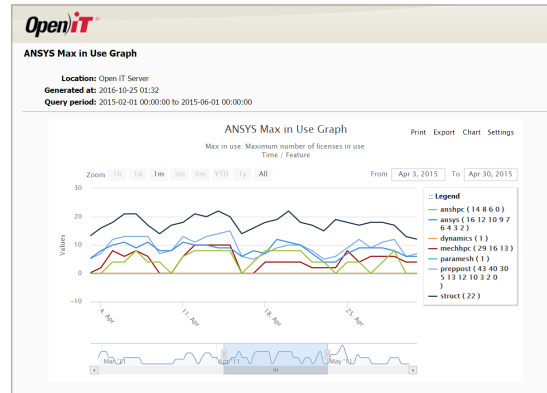 Open iT
ANSYS Max in Use Graph
Location: Open iT Server
Generated at: 2016-10-25 01:32
Query period: 2015-02-01 00:00:00 to 2015-06-01 00:00:00
ANSYS Max in Use Graph
Print Export Chart Settings
Max in use: Maximum number of licenses in use
Time / Feature
Zoom 1h 1d 1m 3m 6m YTD 1y All From Apr 3, 2015 To Apr 30, 2015
:: Legend
anshpc ( 14 8 6 0 )
ansys ( 16 12 10 9 7
6 4 3 2 )
dynamics ( 1 )
mechhpc ( 29 16 13 )
paramesh ( 1 )
preppost ( 43 40 30
5 13 12 10 3 2 0
)
struct ( 22 )
Values
30
20
10
0
-10
4. Apr 11. Apr 18. Apr 25. Apr
Mar '11 Apr '11 May '11